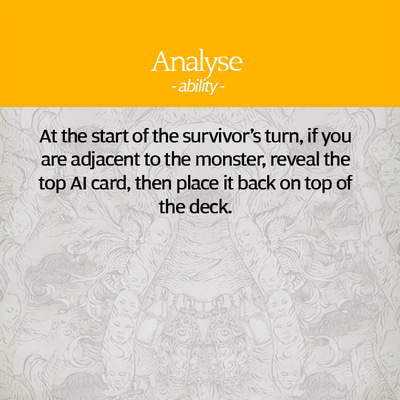 Analyse
- ability -
At the start of the survivor’s turn, if you
are adjacent to the monster, reveal the
top AI card, then place it back on top of
the deck.